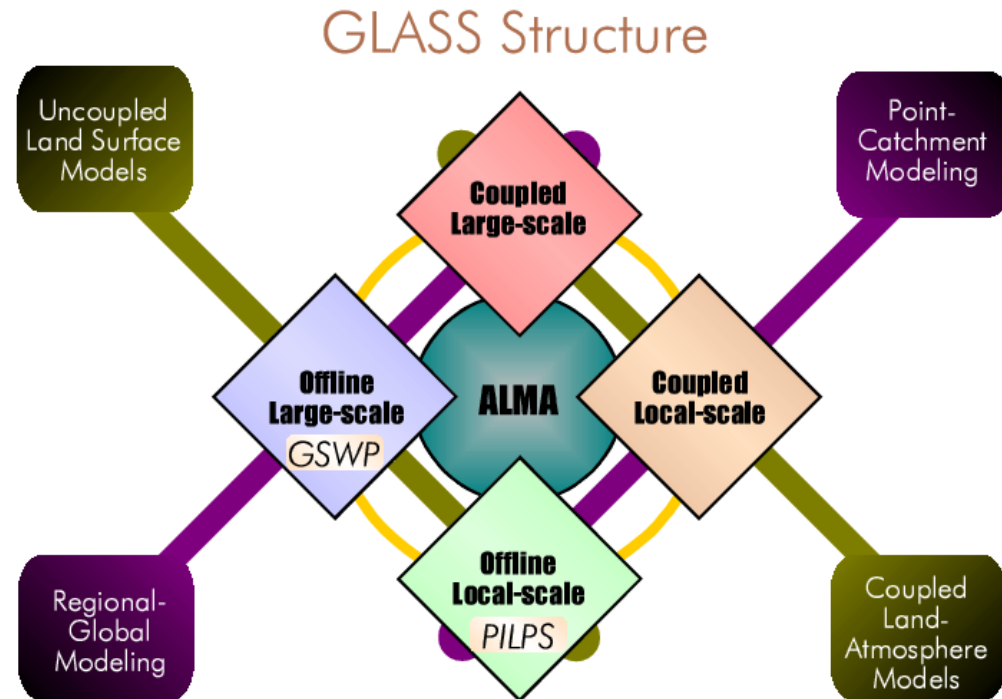 GLASS Structure
Uncoupled
Land Surface
Models
Point-
Catchment
Modeling
Coupled
Large-scale
Offline
Large-scale
GSWP
ALMA
Coupled
Local-scale
Offline
Local-scale
PILPS
Regional-
Global
Modeling
Coupled
Land-
Atmosphere
Models